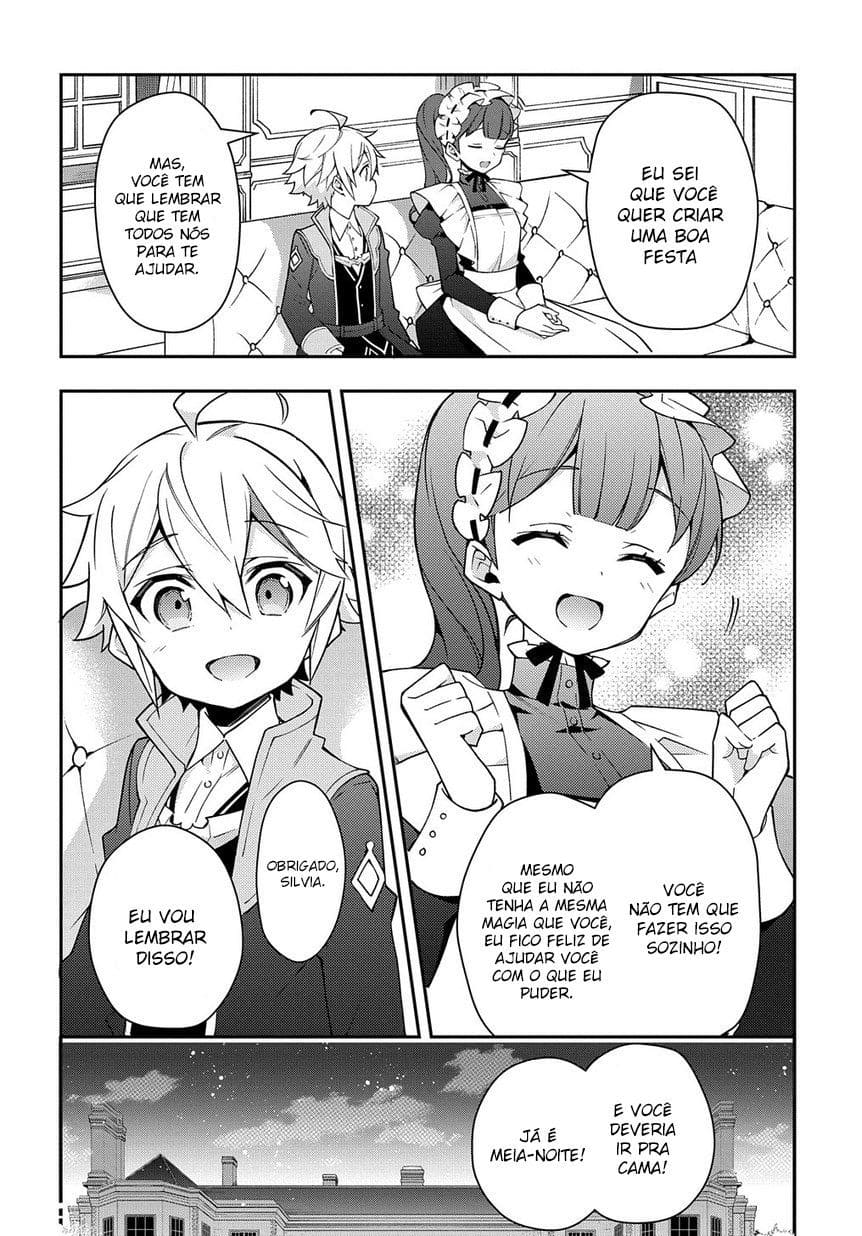 EU SEI
QUE VOCÊ
QUER CRIAR
UMA BOA
FESTA
MAS,
VOCÊ TEM
QUE LEMBRAR
QUE TEM
TODOS NÓS
PARA TE
AJUDAR.
VOCÊ
NÃO TEM QUE
FAZER ISSO
SOZINHO!
MESMO
QUE EU NÃO
TENHA A MESMA
MAGIA QUE VOCÊ,
EU FICO FELIZ DE
AJUDAR VOCÊ
COM O QUE EU
PUDER.
OBRIGADO,
SILVIA.
EU VOU
LEMBRAR
DISSO!
E VOCÊ
DEVERIA
IR PRA
CAMA!
JÁ É
MEIA-NOITE!